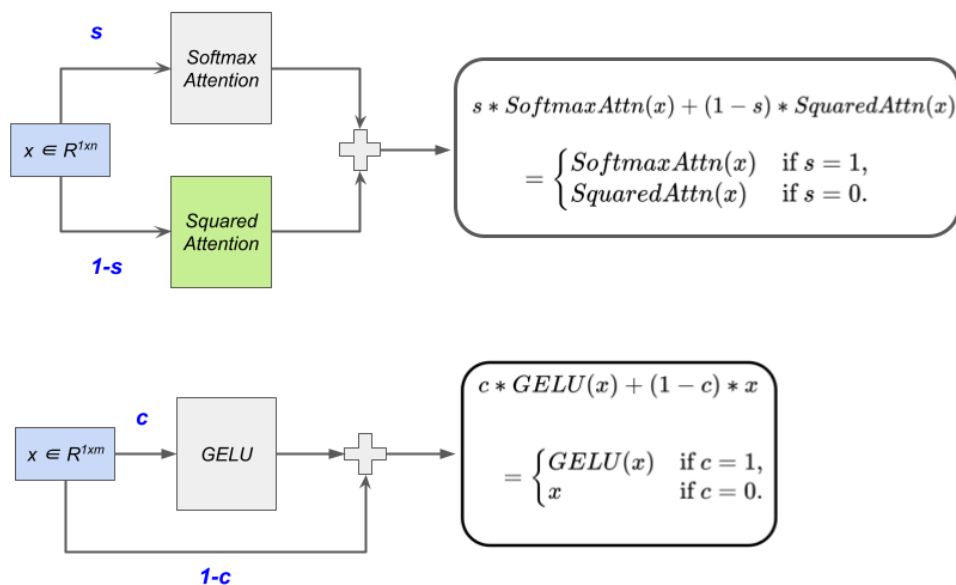 s
Softmax
Attention
x ∈ R^{1xn}
Squared
Attention
1-s
s * SoftmaxAttn(x) + (1 − s) * SquaredAttn(x)
= { SoftmaxAttn(x) if s = 1,
SquaredAttn(x) if s = 0.
c
x ∈ R^{1xm}
GELU
1-c
c * GELU(x) + (1 − c) * x
= { GELU(x) if c = 1,
x if c = 0.